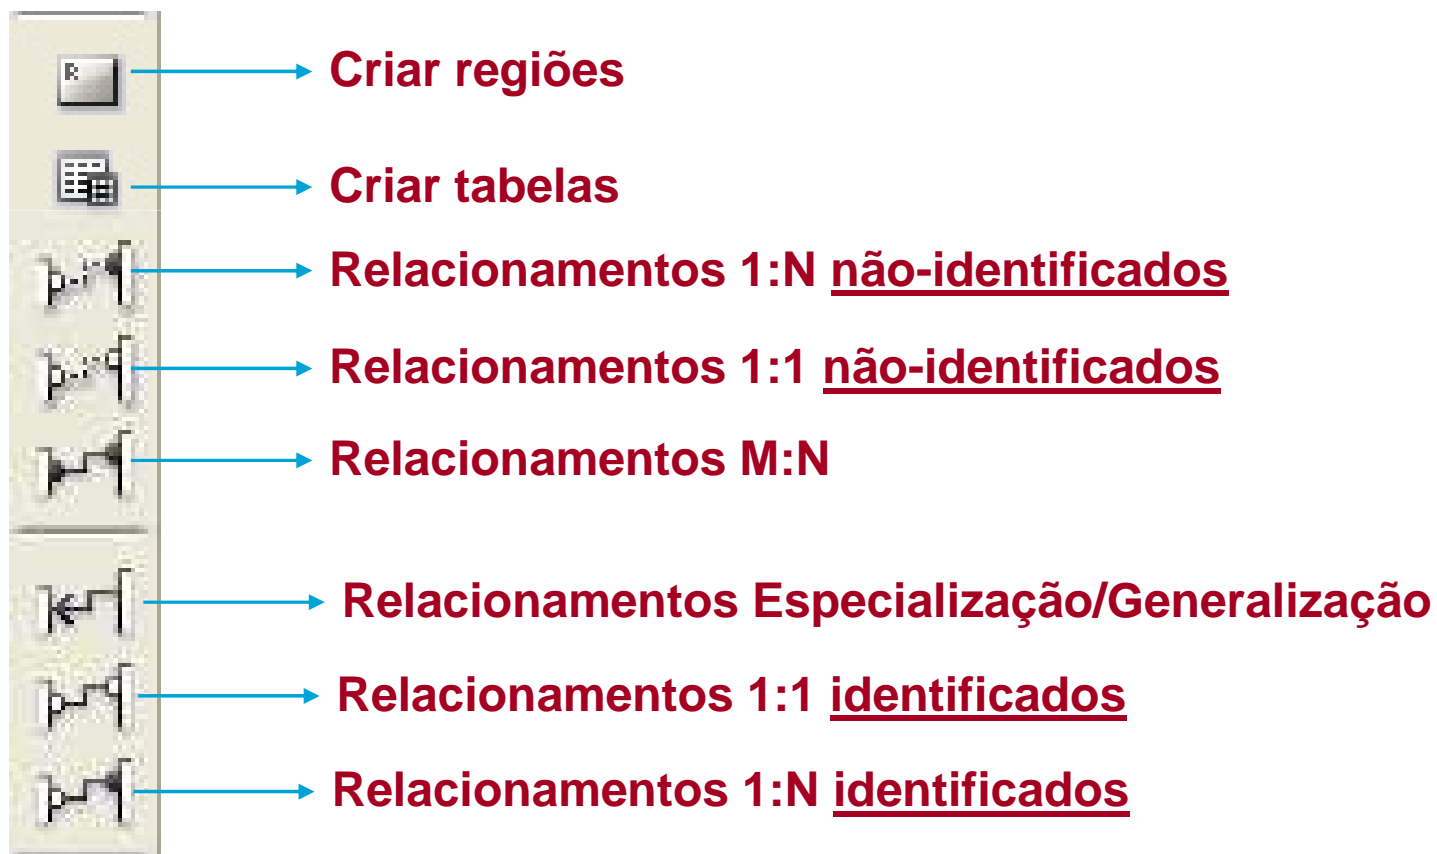 R
Criar regiões
Criar tabelas
Relacionamentos 1:N não-identificados
Relacionamentos 1:1 não-identificados
Relacionamentos M:N
Relacionamentos Especialização/Generalização
Relacionamentos 1:1 identificados
Relacionamentos 1:N identificados